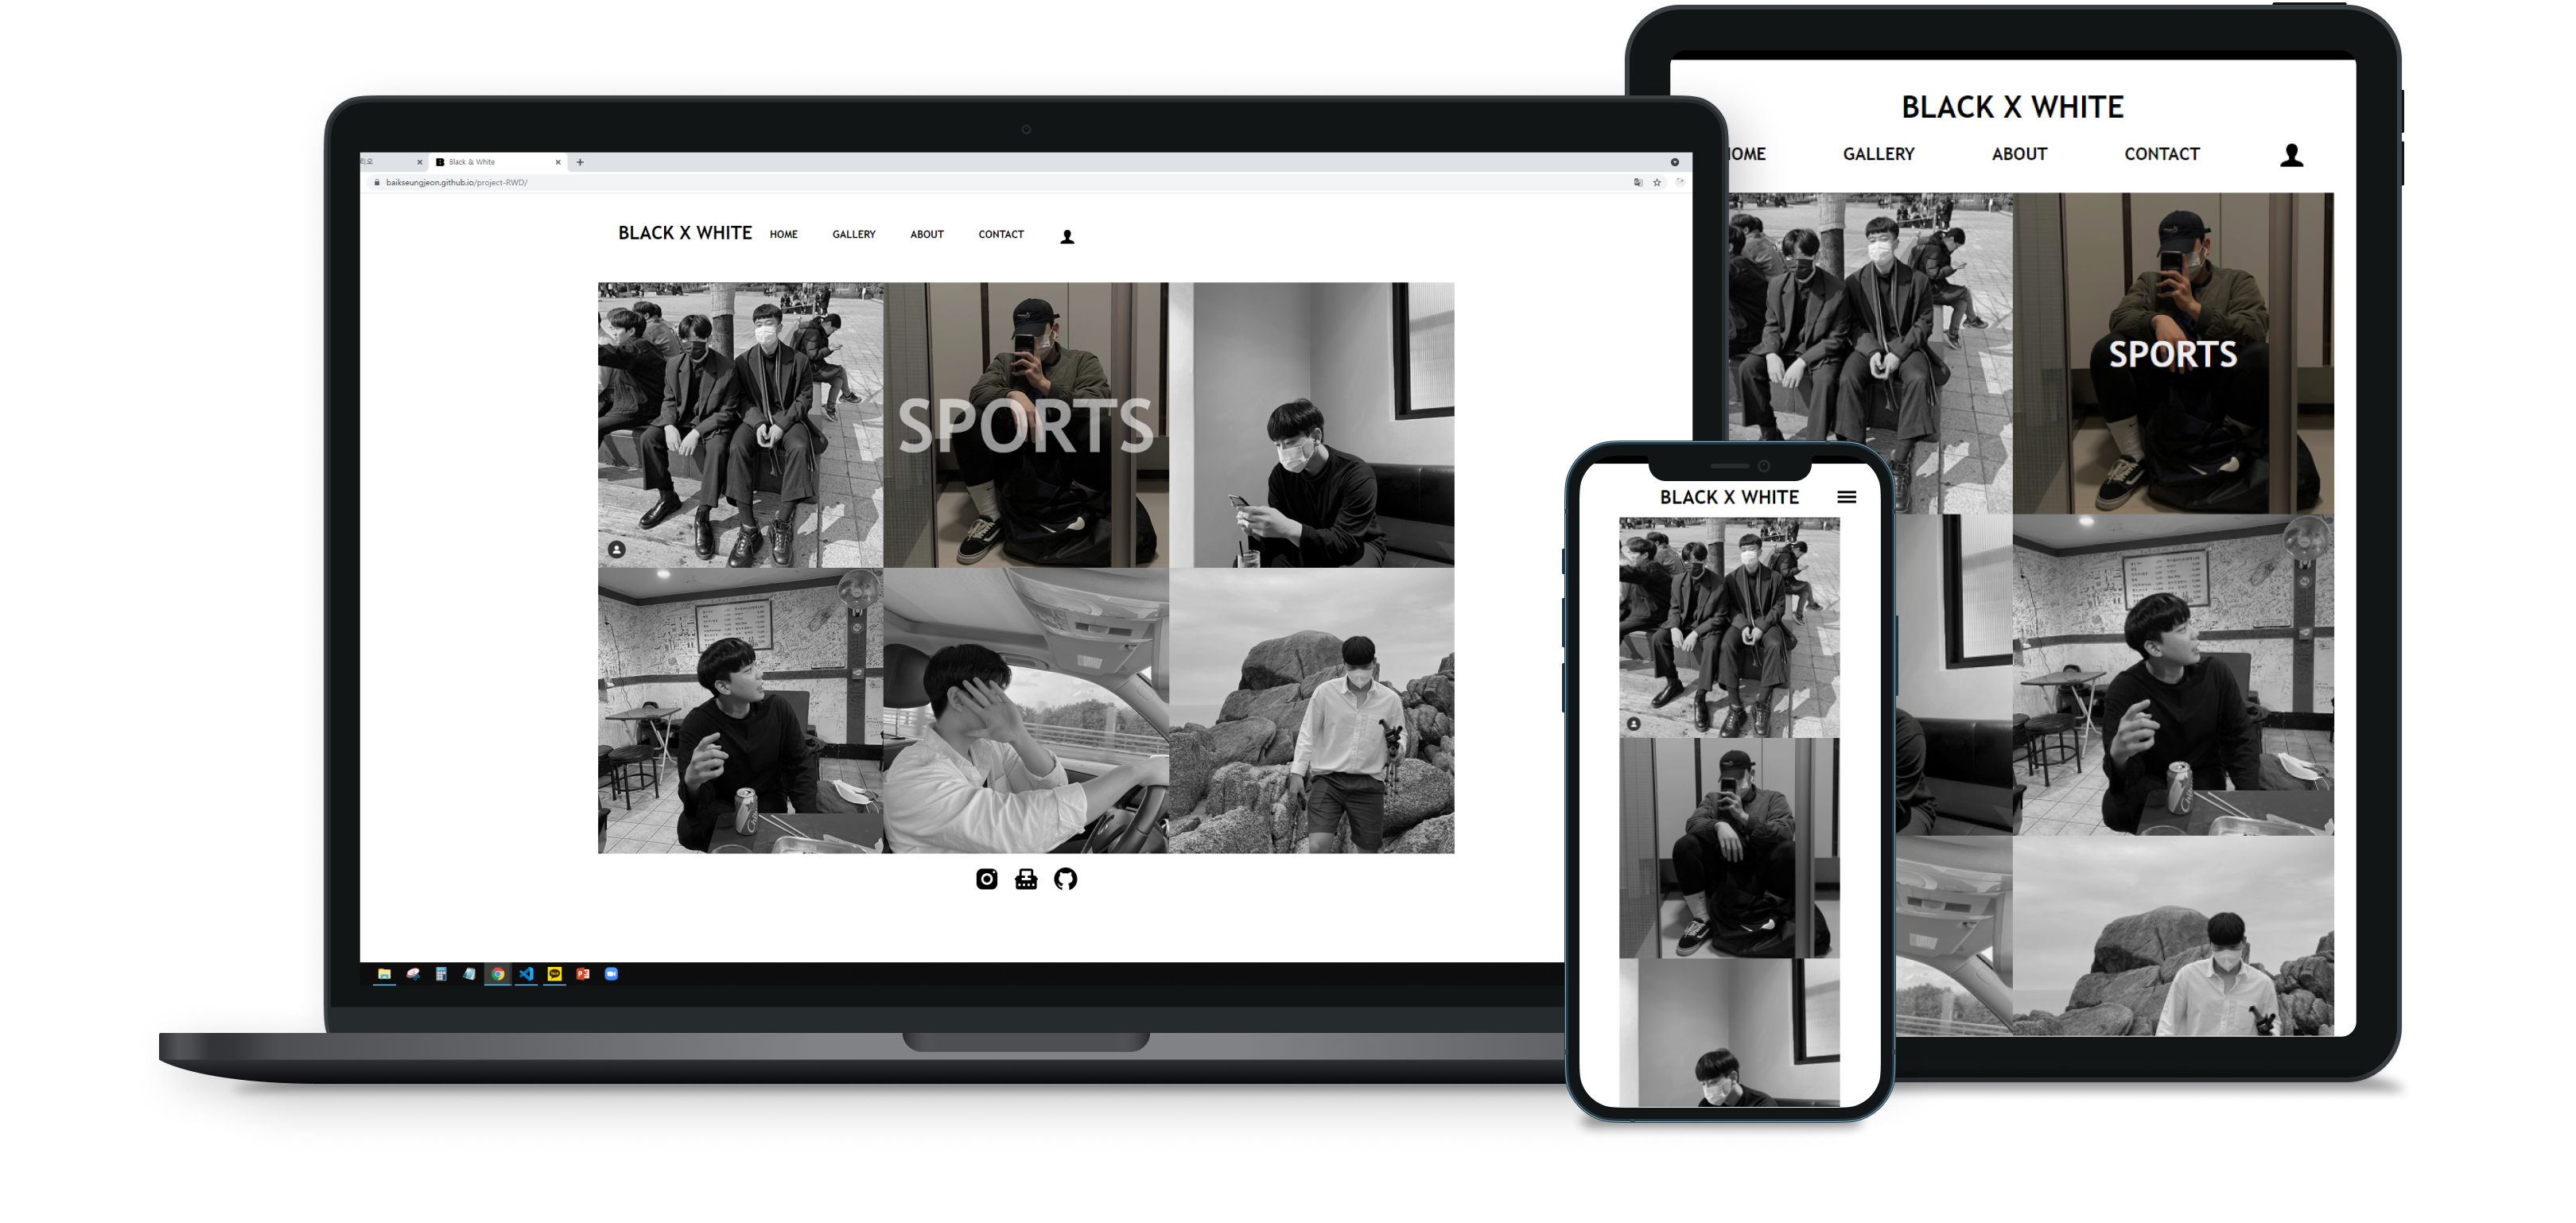 Black & White
baikseungjeon.github.io/project-RWD/
BLACK X WHITE HOME GALLERY ABOUT CONTACT
SPORTS
BLACK X WHITE
OME GALLERY ABOUT CONTACT
SPORTS
BLACK X WHITE